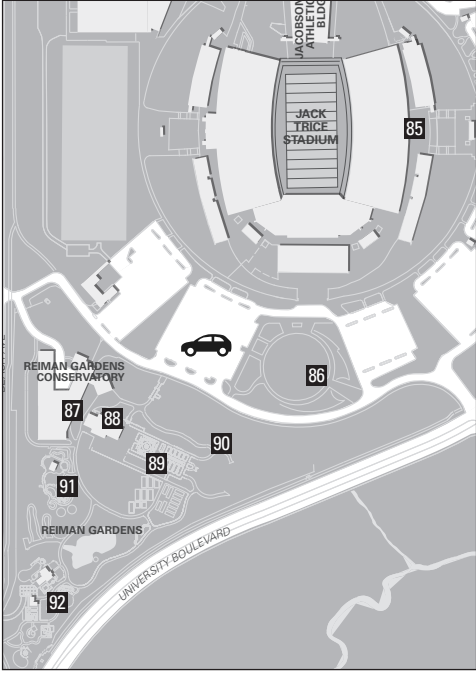 JACOBSON
ATHLETIC
BLDG
JACK
TRICE
STADIUM
85
86
REIMAN GARDENS
CONSERVATORY
87
88
90
89
91
REIMAN GARDENS
UNIVERSITY BOULEVARD
92